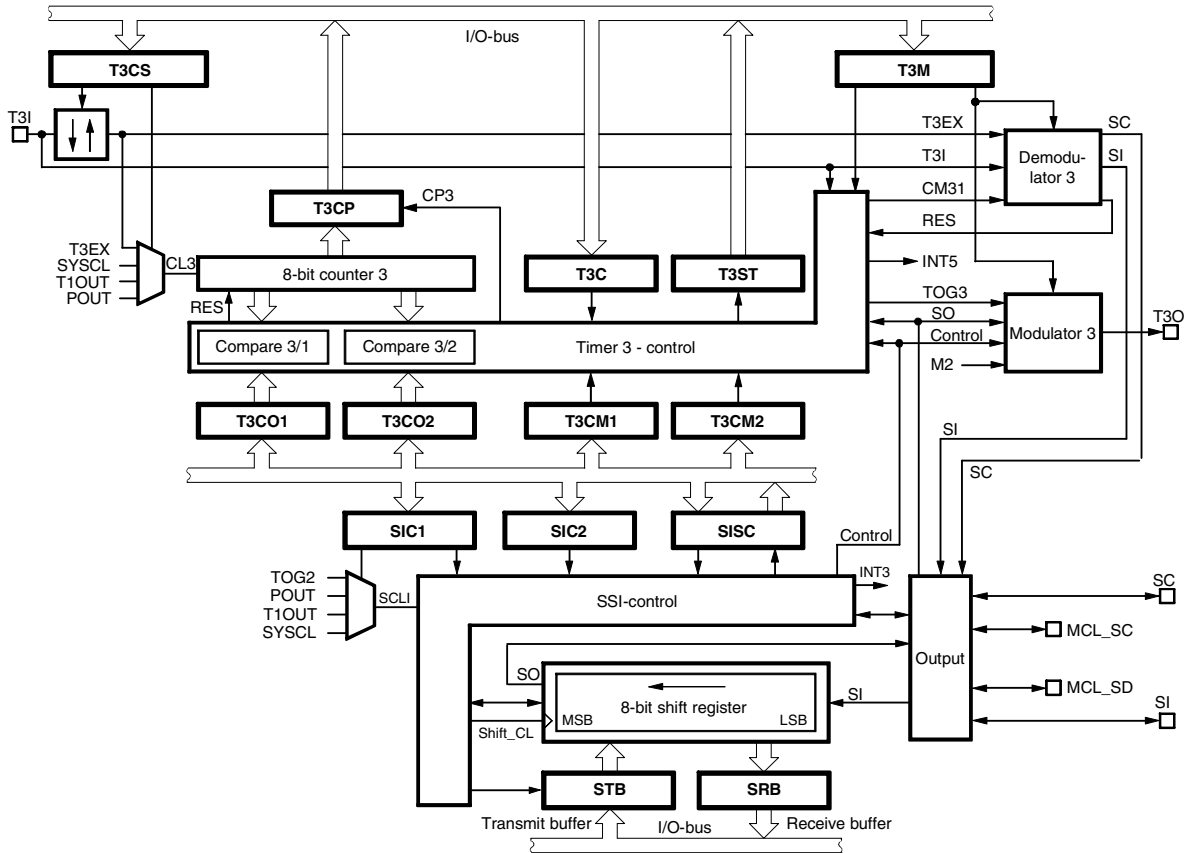 I/O-bus
T3CS
T3M
T3I
T3EX
SC
T3I
SI
Demodu-
lator 3
CP3
T3CP
CM31
RES
T3EX
SYSCL
T1OUT
POUT
CL3
8-bit counter 3
T3C
T3ST
INT5
RES
TOG3
SO
Control
M2
Modulator 3
T3O
Compare 3/1
Compare 3/2
Timer 3 - control
T3CO1
T3CO2
T3CM1
T3CM2
SI
SC
SIC1
SIC2
SISC
Control
TOG2
POUT
T1OUT
SYSCL
SCLI
SSI-control
INT3
SC
MCL_SC
Output
SO
8-bit shift register
MSB
LSB
SI
MCL_SD
SI
Shift_CL
STB
SRB
Transmit buffer
I/O-bus
Receive buffer